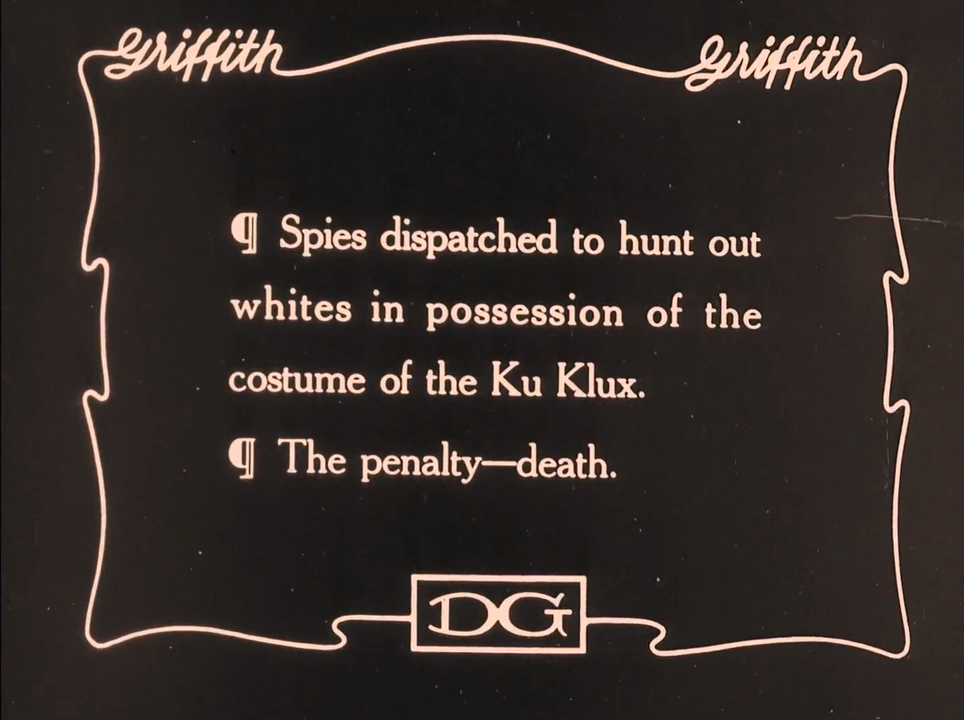 Griffith Griffith
¶ Spies dispatched to hunt out
whites in possession of the
costume of the Ku Klux.
¶ The penalty—death.
DG